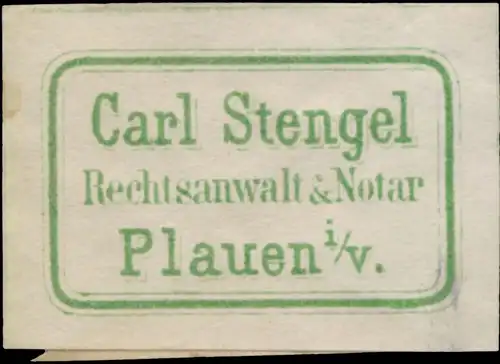 Carl Stengel
Rechtsanwalt & Notar
Plauen i/V.